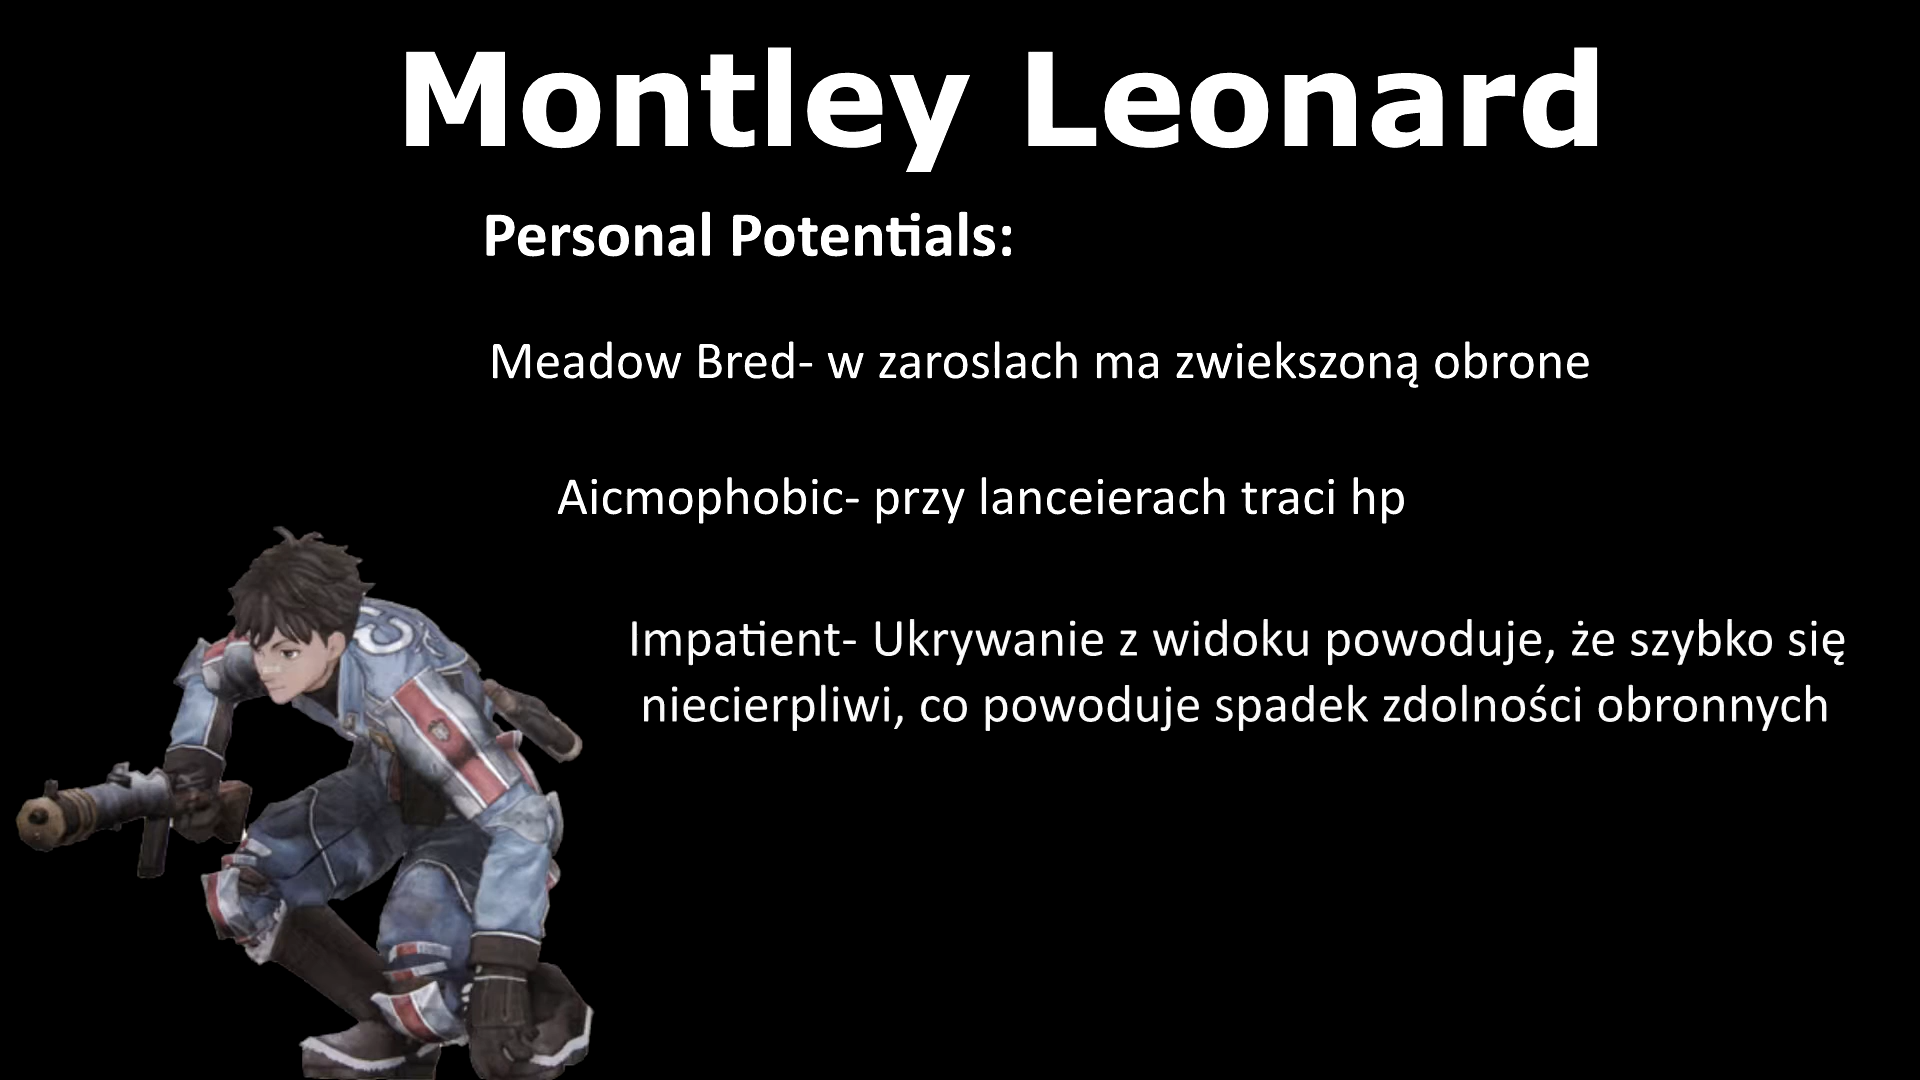 Montley Leonard
Personal Potentials:
Meadow Bred- w zaroslach ma zwiekszoną obrone
Aicmophobic- przy lanceierach traci hp
Impatient- Ukrywanie z widoku powoduje, że szybko się
niecierpliwi, co powoduje spadek zdolności obronnych